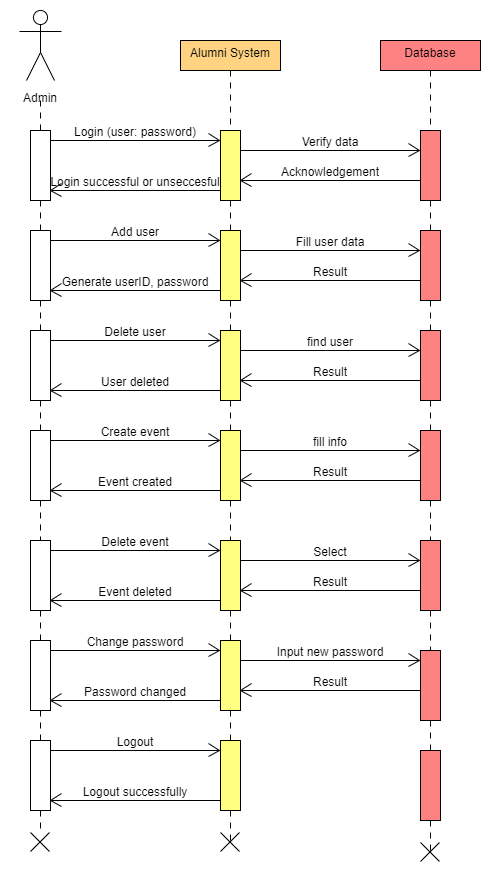 Alumni System
Database
Admin
Login (user: password)
Verify data
Acknowledgement
Login successful or unseccesful
Add user
Fill user data
Result
Generate userID, password
Delete user
find user
Result
User deleted
Create event
fill info
Result
Event created
Delete event
Select
Result
Event deleted
Change password
Input new password
Result
Password changed
Logout
Logout successfully